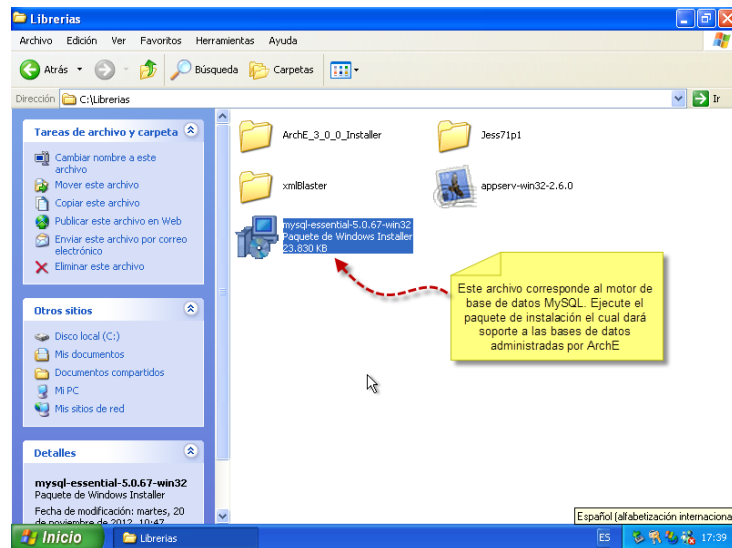 Librerias
Archivo Edición Ver Favoritos Herramientas Ayuda
Atrás Búsqueda Carpetas
Dirección C:\Librerias Ir
Tareas de archivo y carpeta
Cambiar nombre a este
archivo
Mover este archivo
Copiar este archivo
Publicar este archivo en Web
Enviar este archivo por correo
electrónico
Eliminar este archivo
Otros sitios
Disco local (C:)
Mis documentos
Documentos compartidos
Mi PC
Mis sitios de red
Detalles
mysql-essential-5.0.67-win32
Paquete de Windows Installer
Fecha de modificación: martes, 20
de noviembre de 2012, 10:47
ArchE_3_0_0_Installer
Jess71p1
xmlBlaster
appserv-win32-2.6.0
mysql-essential-5.0.67-win32
Paquete de Windows Installer
23.830 KB
Este archivo corresponde al motor de
base de datos MySQL. Ejecute el
paquete de instalación el cual dará
soporte a las bases de datos
administradas por ArchE
Español (alfabetización internaciona
Inicio Librerias ES 17:39